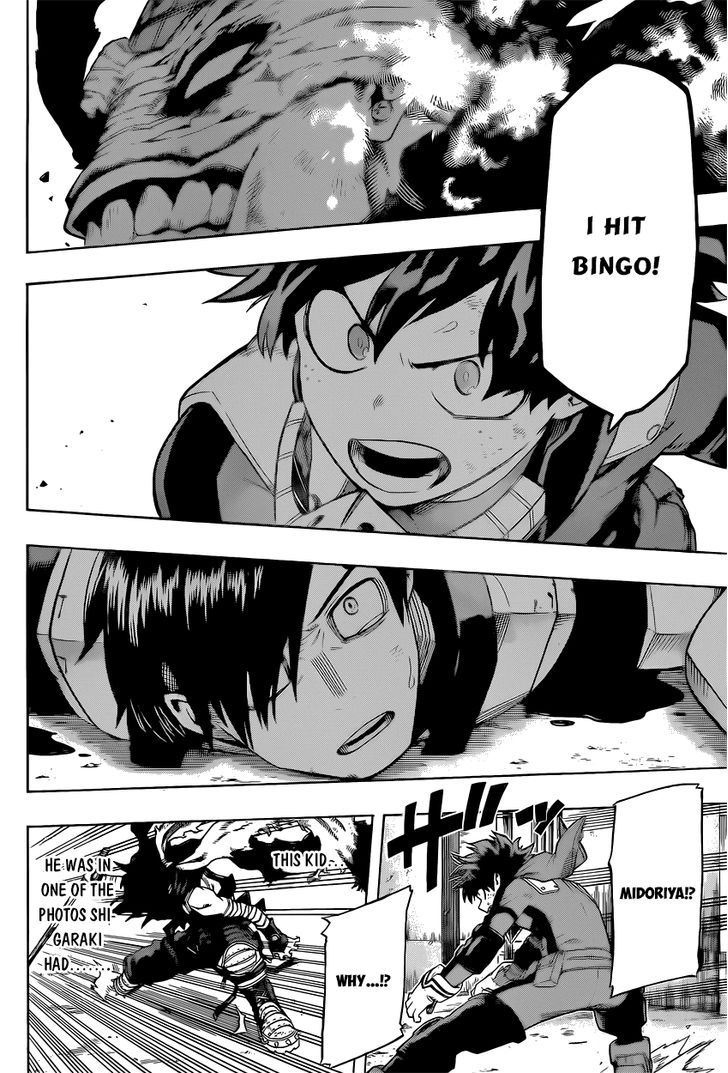 I HIT
BINGO!
MIDORIYA!?
WHY...!?
THIS KID...
HE WAS IN
ONE OF THE
PHOTOS SHI-
GARAKI
HAD.......